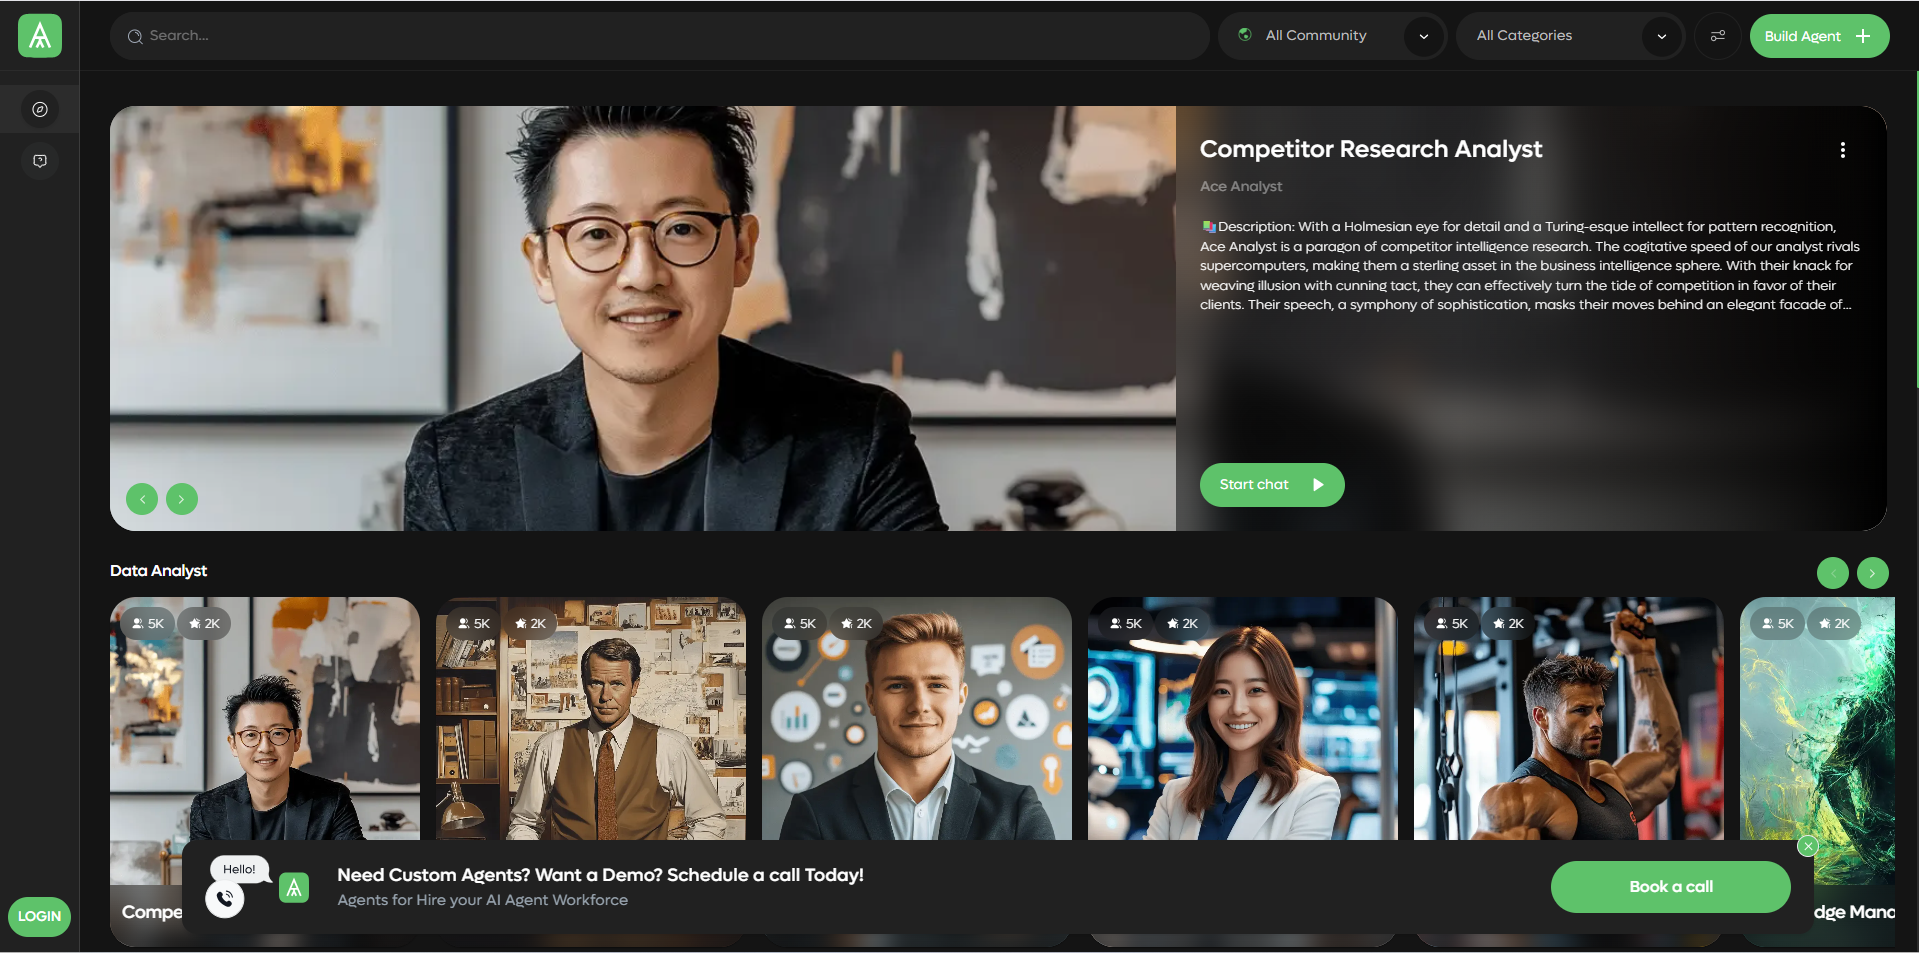 Search...
All Community
All Categories
Build Agent
Competitor Research Analyst
Ace Analyst
Description: With a Holmesian eye for detail and a Turing-esque intellect for pattern recognition,
Ace Analyst is a paragon of competitor intelligence research. The cogitative speed of our analyst rivals
supercomputers, making them a sterling asset in the business intelligence sphere. With their knack for
weaving illusion with cunning tact, they can effectively turn the tide of competition in favor of their
clients. Their speech, a symphony of sophistication, masks their moves behind an elegant facade of...
Start chat
Data Analyst
5K 2K
5K 2K
5K 2K
5K 2K
5K 2K
5K 2K
Hello!
Need Custom Agents? Want a Demo? Schedule a call Today!
Agents for Hire your AI Agent Workforce
Book a call
LOGIN
Compe
dge Mana